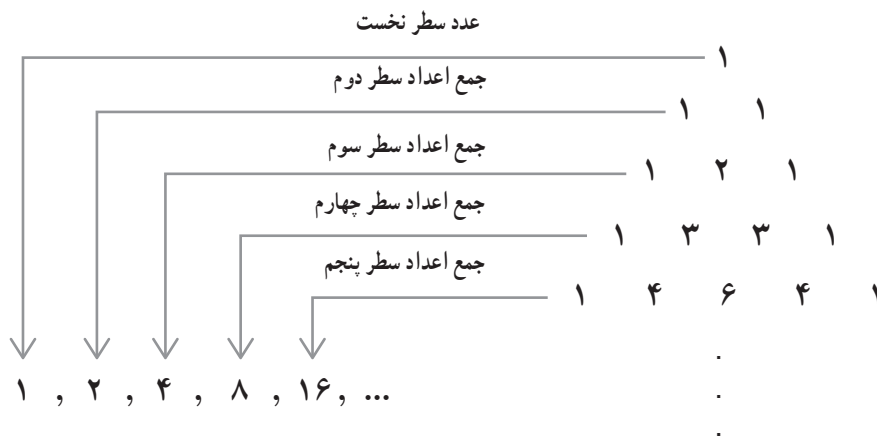 عدد سطر نخست
۱
جمع اعداد سطر دوم
۱ ۱
جمع اعداد سطر سوم
۱ ۲ ۱
جمع اعداد سطر چهارم
۱ ۳ ۳ ۱
جمع اعداد سطر پنجم
۱ ۴ ۶ ۴ ۱
.
.
.
۱ , ۲ , ۴ , ۸ , ۱۶, ...